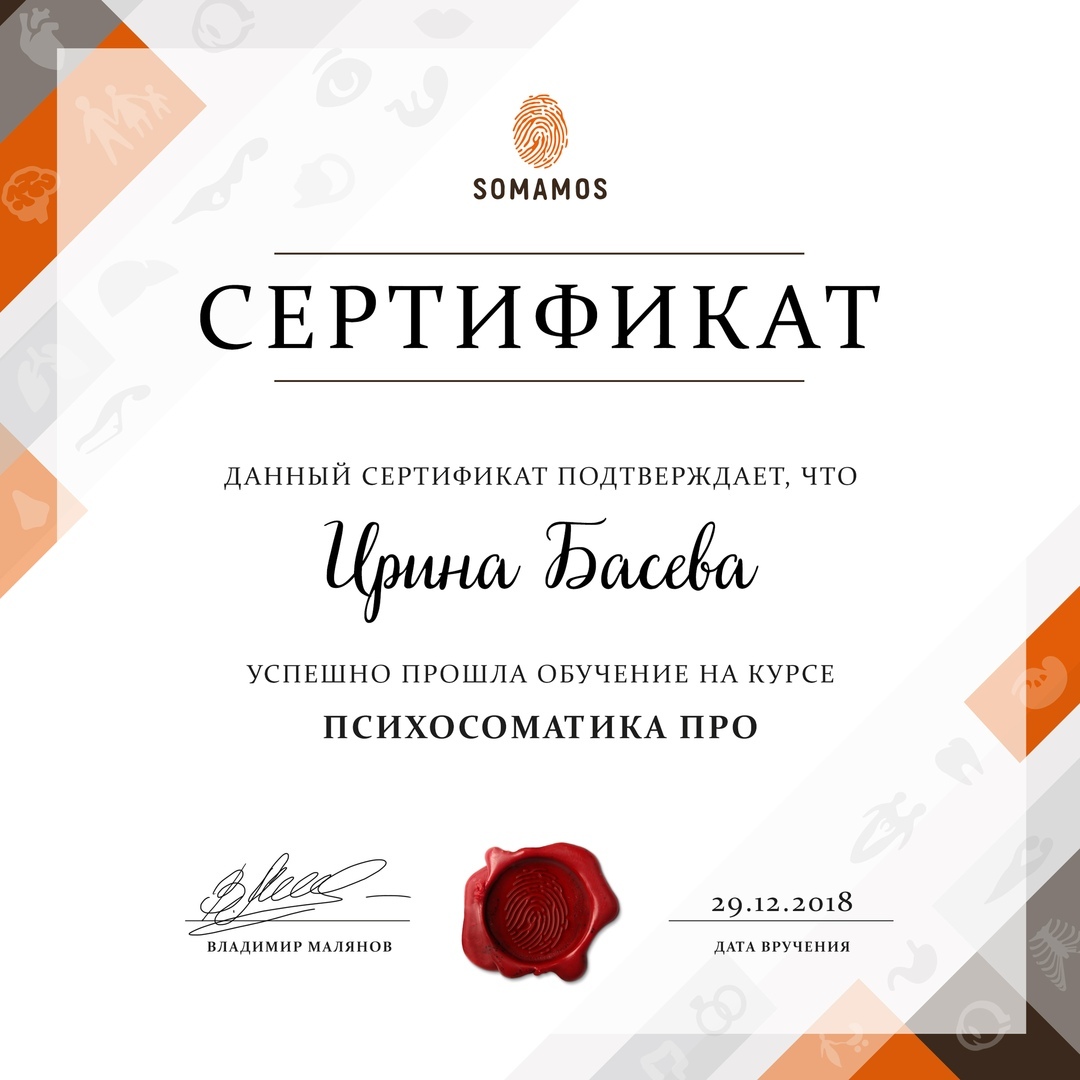 SOMAMOS
СЕРТИФИКАТ
ДАННЫЙ СЕРТИФИКАТ ПОДТВЕРЖДАЕТ, ЧТО
Ирина Басева
УСПЕШНО ПРОШЛА ОБУЧЕНИЕ НА КУРСЕ
ПСИХОСОМАТИКА ПРО
29.12.2018
ВЛАДИМИР МАЛЯНОВ
ДАТА ВРУЧЕНИЯ